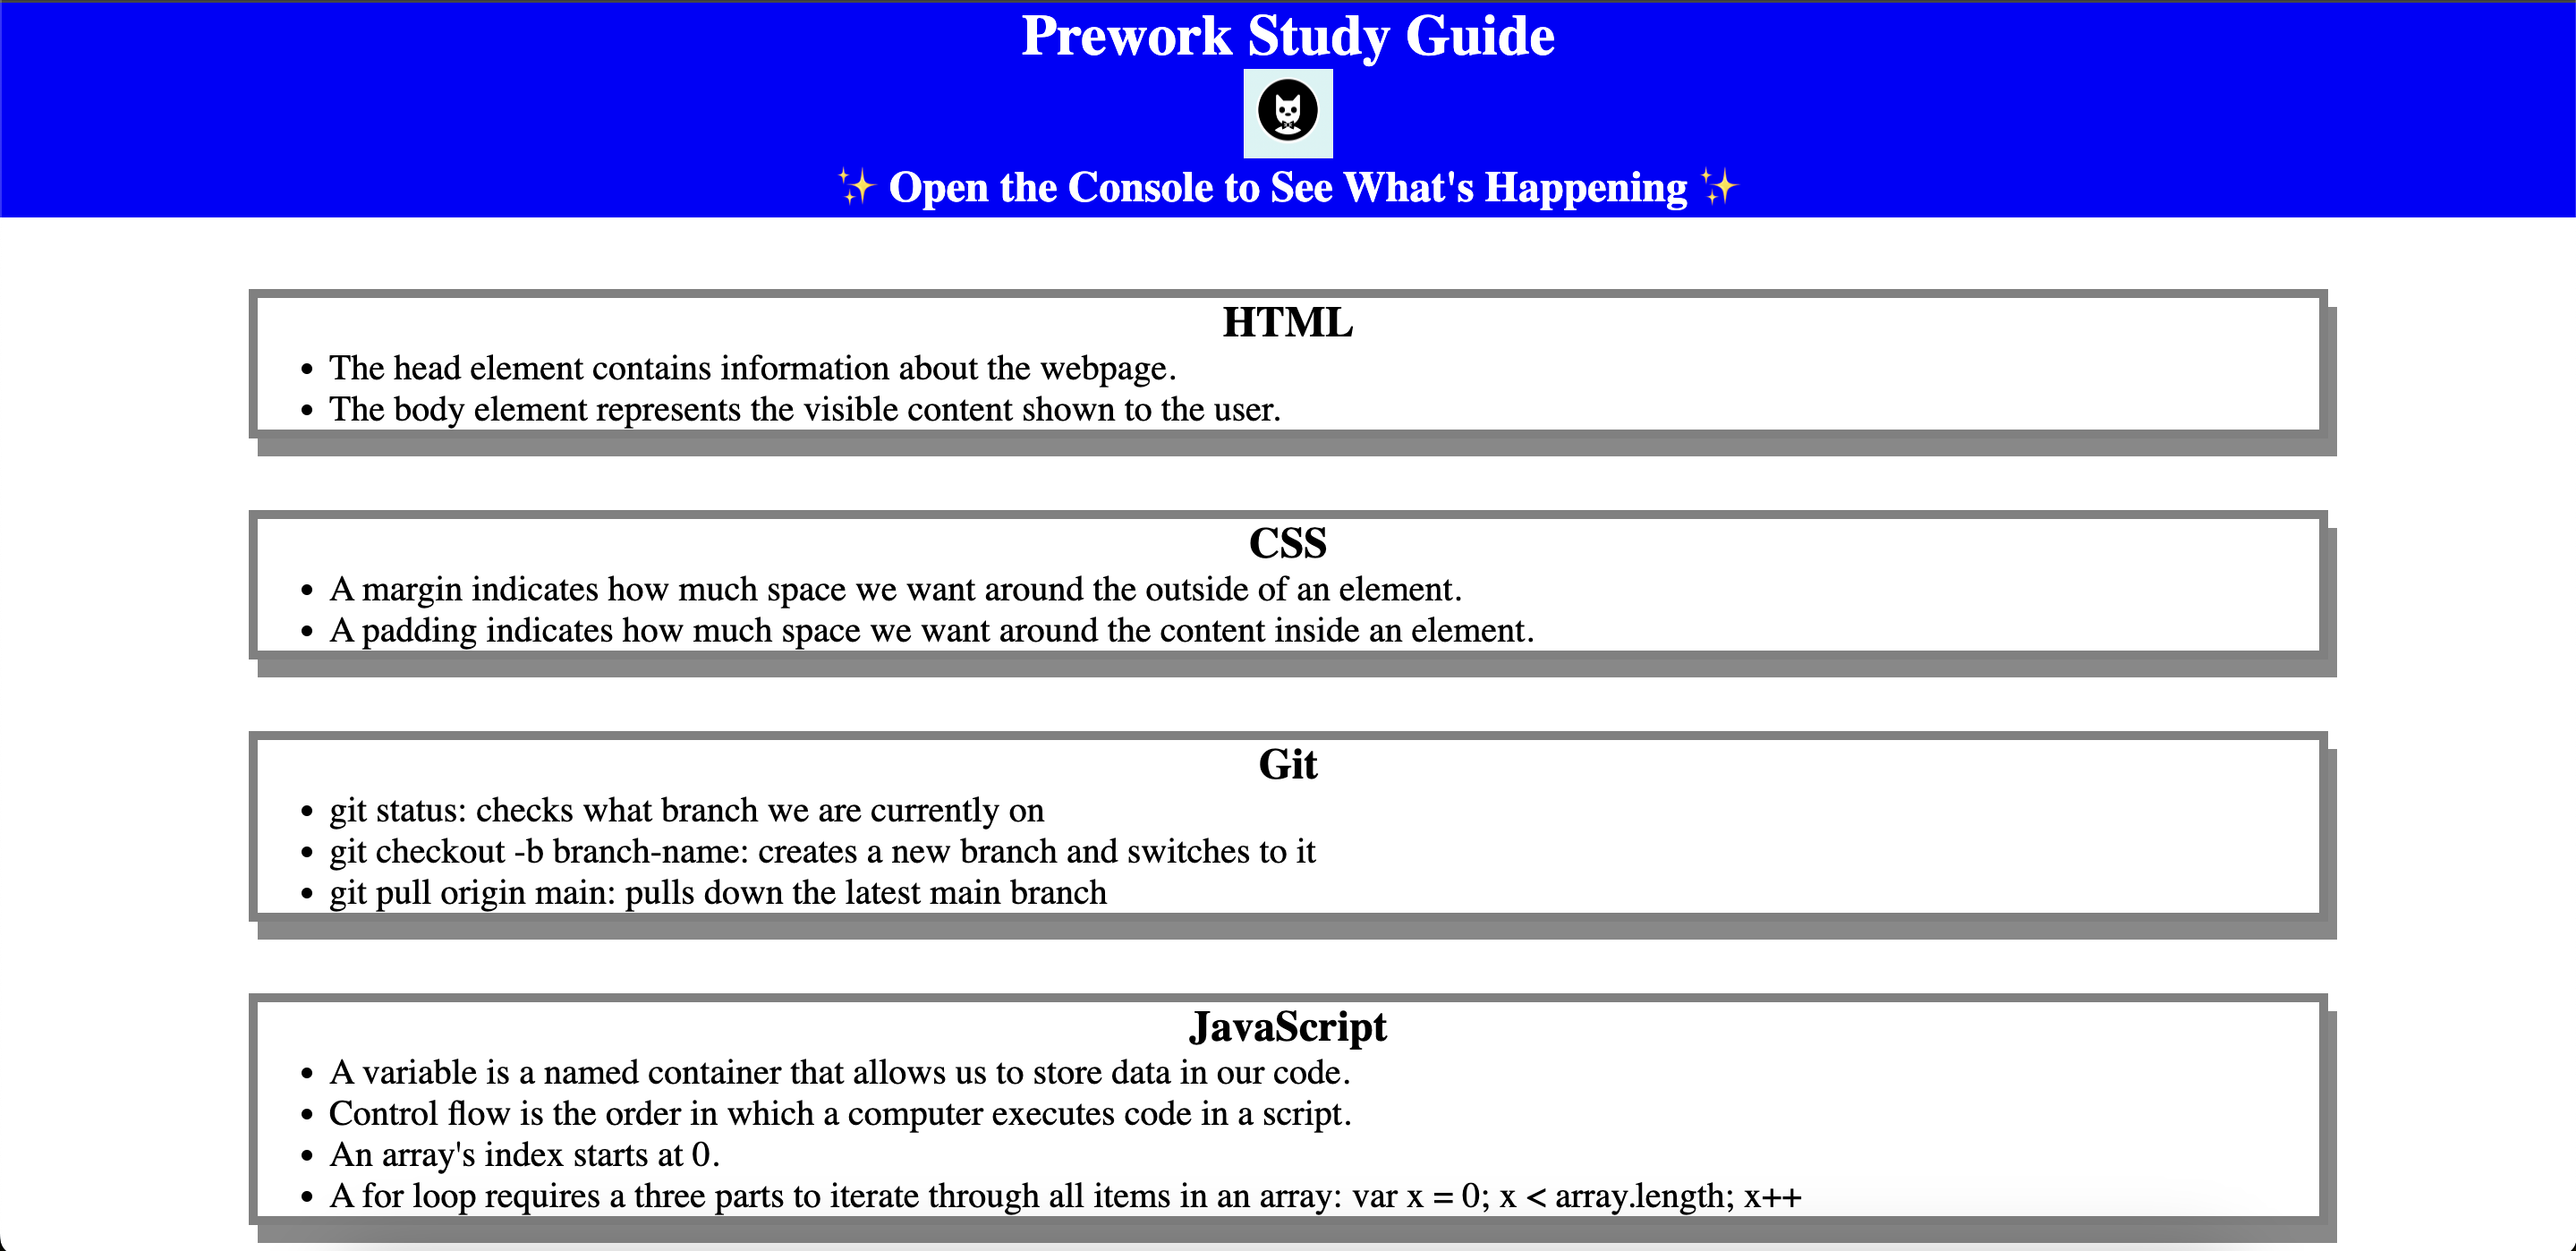 Prework Study Guide
✨ Open the Console to See What's Happening ✨
HTML
• The head element contains information about the webpage.
• The body element represents the visible content shown to the user.
CSS
• A margin indicates how much space we want around the outside of an element.
• A padding indicates how much space we want around the content inside an element.
Git
• git status: checks what branch we are currently on
• git checkout -b branch-name: creates a new branch and switches to it
• git pull origin main: pulls down the latest main branch
JavaScript
• A variable is a named container that allows us to store data in our code.
• Control flow is the order in which a computer executes code in a script.
• An array's index starts at 0.
• A for loop requires a three parts to iterate through all items in an array: var x = 0; x < array.length; x++